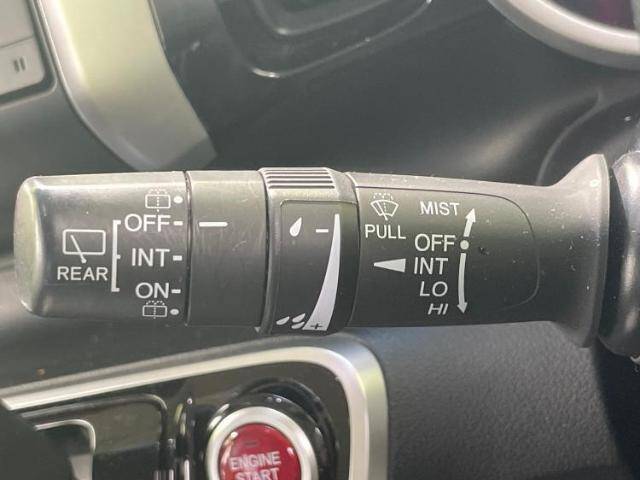 OFF
INT
ON
REAR
−
+
PULL
MIST
OFF
INT
LO
HI
ENGINE
START